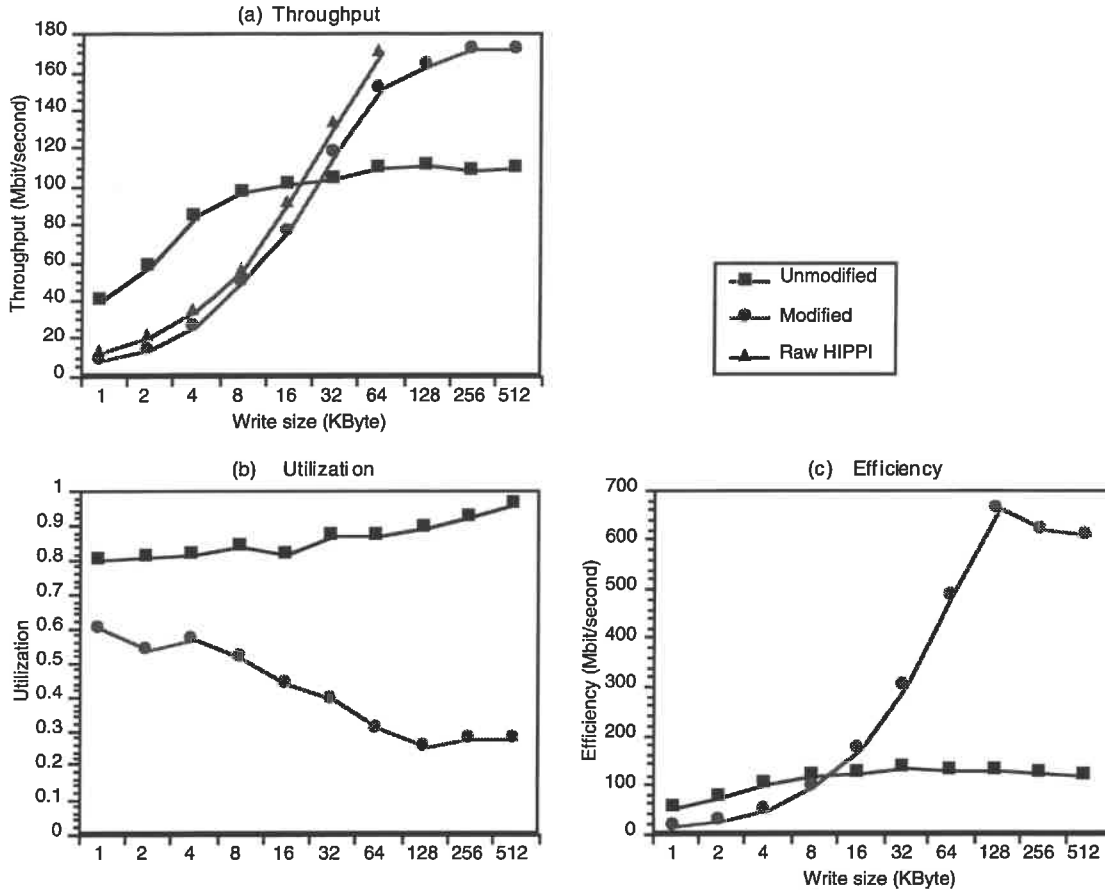 (a) Throughput
180
160
140
120
100
80
60
40
20
0
Throughput (Mbit/second)
1 2 4 8 16 32 64 128 256 512
Write size (KByte)
Unmodified
Modified
Raw HIPPI
(b) Utilization
1
0.9
0.8
0.7
0.6
0.5
0.4
0.3
0.2
0.1
0
Utilization
1 2 4 8 16 32 64 128 256 512
(c) Efficiency
700
600
500
400
300
200
100
0
Efficiency (Mbit/second)
1 2 4 8 16 32 64 128 256 512
Write size (KByte)